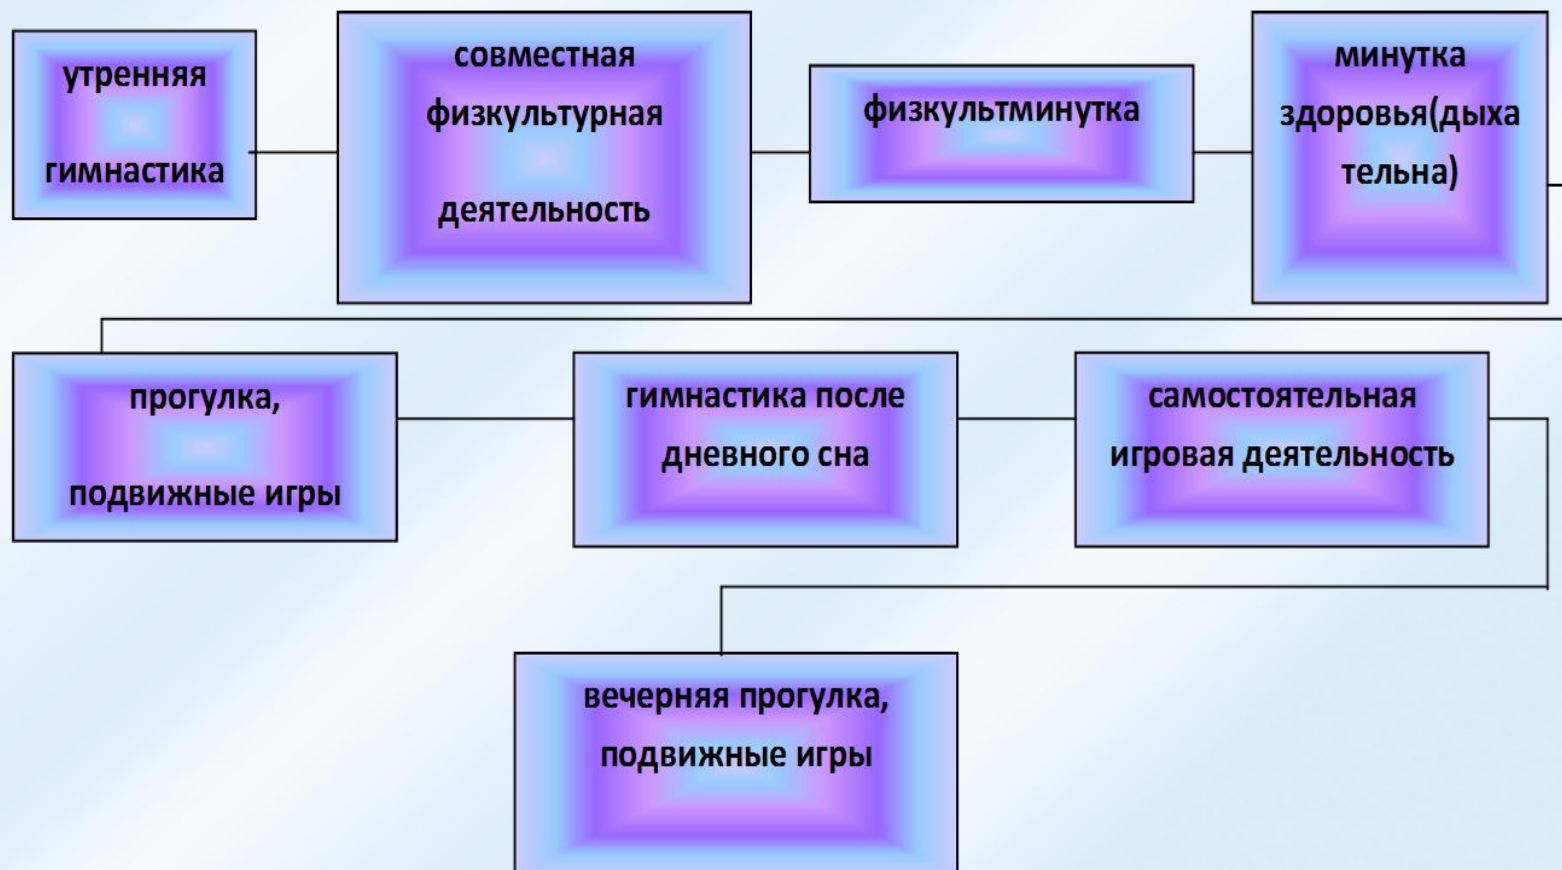 утренняя
гимнастика
совместная
физкультурная
деятельность
физкультминутка
минутка
здоровья(дыха
тельна)
прогулка,
подвижные игры
гимнастика после
дневного сна
самостоятельная
игровая деятельность
вечерняя прогулка,
подвижные игры